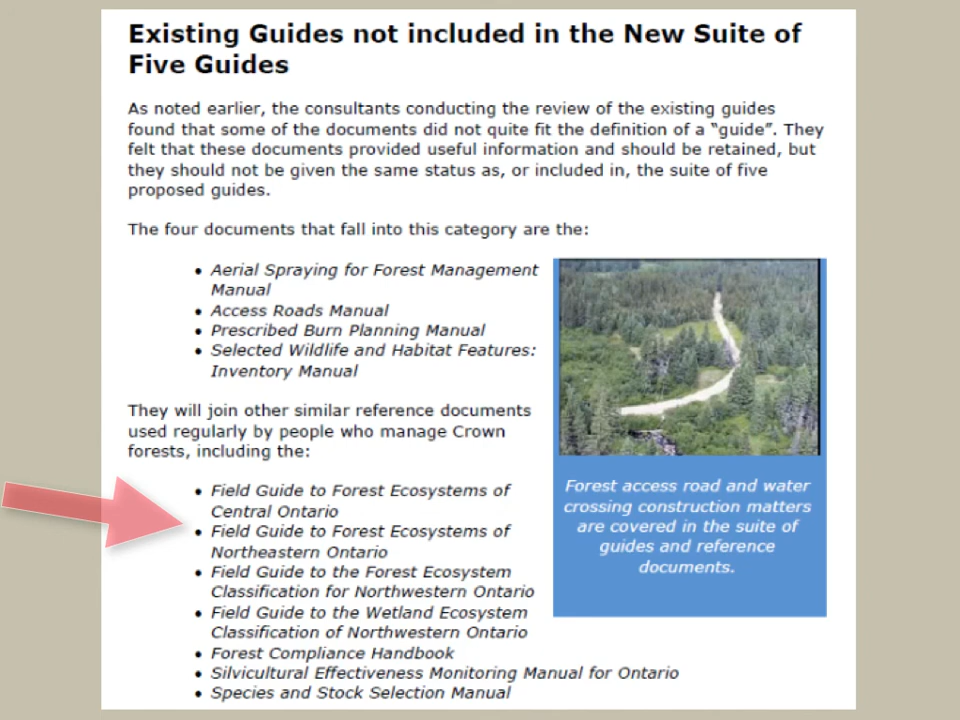 Existing Guides not included in the New Suite of
Five Guides
As noted earlier, the consultants conducting the review of the existing guides
found that some of the documents did not quite fit the definition of a “guide”. They
felt that these documents provided useful information and should be retained, but
they should not be given the same status as, or included in, the suite of five
proposed guides.
The four documents that fall into this category are the:
• Aerial Spraying for Forest Management
Manual
• Access Roads Manual
• Prescribed Burn Planning Manual
• Selected Wildlife and Habitat Features:
Inventory Manual
They will join other similar reference documents
used regularly by people who manage Crown
forests, including the:
• Field Guide to Forest Ecosystems of
Central Ontario
• Field Guide to Forest Ecosystems of
Northeastern Ontario
• Field Guide to the Forest Ecosystem
Classification for Northwestern Ontario
• Field Guide to the Wetland Ecosystem
Classification of Northwestern Ontario
• Forest Compliance Handbook
• Silvicultural Effectiveness Monitoring Manual for Ontario
• Species and Stock Selection Manual
Forest access road and water
crossing construction matters
are covered in the suite of
guides and reference
documents.